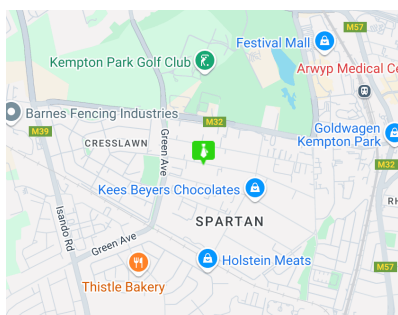 M57
Festival Mall
Kempton Park Golf Club
Arwyp Medical Ce
Barnes Fencing Industries
M32
M39
CRESSLAWN
Green Ave
Goldwagen
Kempton Park
M32
Kees Beyers Chocolates
RH
Isando Rd
SPARTAN
Green Ave
Holstein Meats
M57
Thistle Bakery